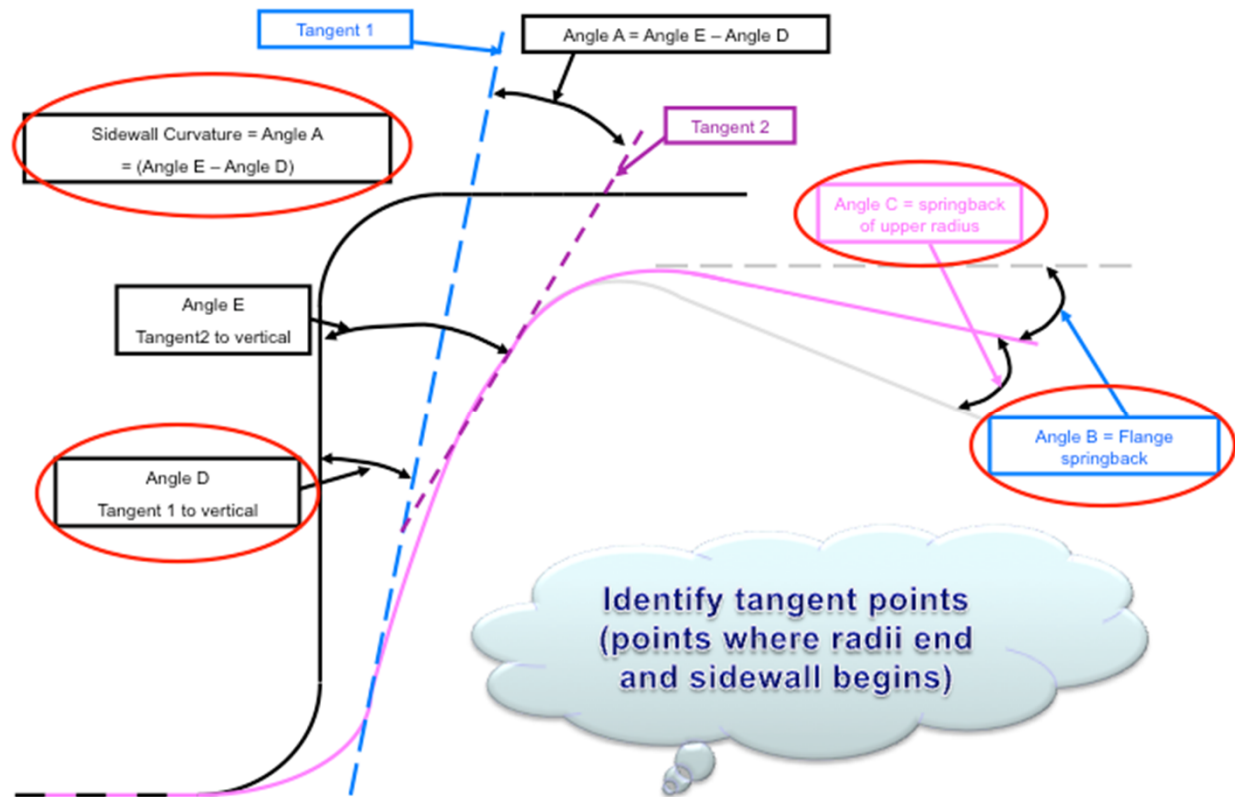 Tangent 1
Angle A = Angle E – Angle D
Sidewall Curvature = Angle A
= (Angle E – Angle D)
Tangent 2
Angle C = springback
of upper radius
Angle E
Tangent2 to vertical
Angle B = Flange
springback
Angle D
Tangent 1 to vertical
Identify tangent points
(points where radii end
and sidewall begins)